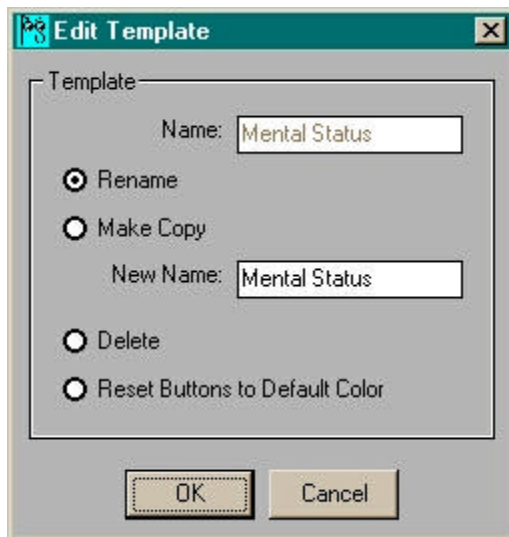 Edit Template
Template
Name: Mental Status
Rename
Make Copy
New Name: Mental Status
Delete
Reset Buttons to Default Color
OK Cancel